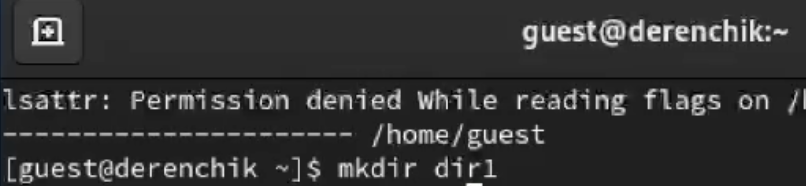 guest@derenchik:~
lsattr: Permission denied While reading flags on /h
---------------------- /home/guest
[guest@derenchik ~]$ mkdir dir1